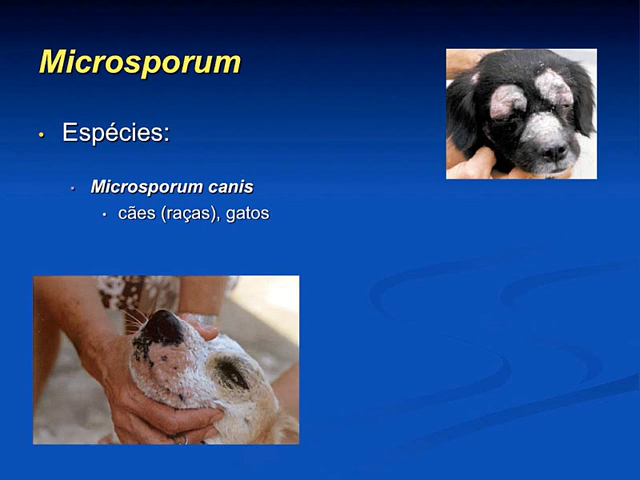 Microsporum
• Espécies:
• Microsporum canis
• cães (raças), gatos